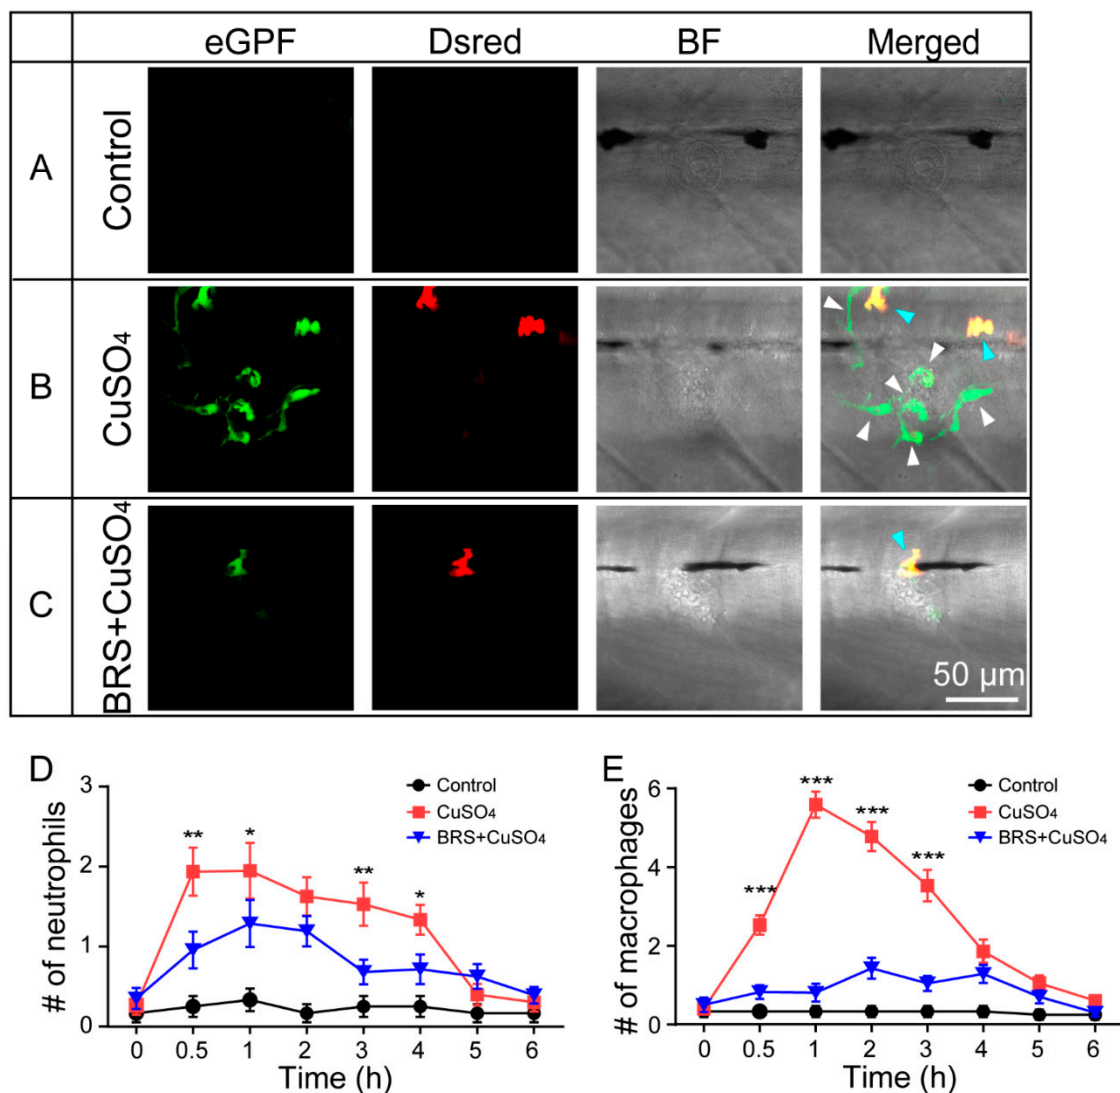 eGPF Dsred BF Merged
A Control
B CuSO₄
C BRS+CuSO₄
50 µm
D
# of neutrophils
3
2
1
0
Control
CuSO₄
BRS+CuSO₄
** * ** *
0 0.5 1 2 3 4 5 6
Time (h)
E
# of macrophages
6
4
2
0
Control
CuSO₄
BRS+CuSO₄
*** *** *** ***
0 0.5 1 2 3 4 5 6
Time (h)